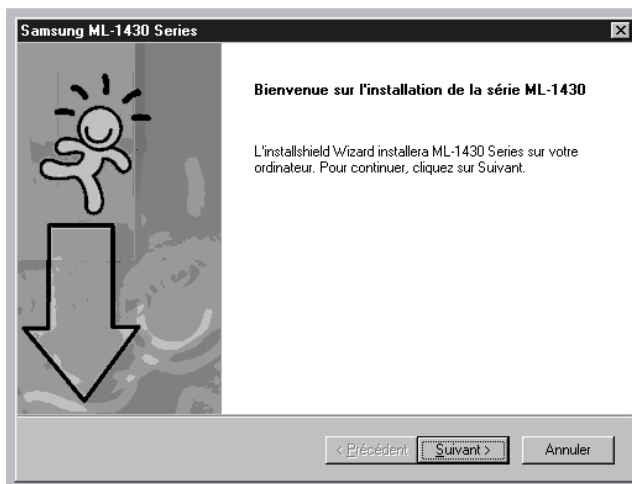 Samsung ML-1430 Series
Bienvenue sur l'installation de la série ML-1430
L'installshield Wizard installera ML-1430 Series sur votre
ordinateur. Pour continuer, cliquez sur Suivant.
< Précédent
Suivant >
Annuler